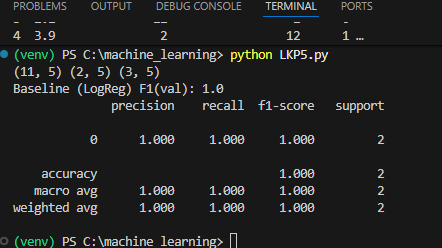 PROBLEMS OUTPUT DEBUG CONSOLE TERMINAL PORTS
4 3.9 2 12 1 ...
(venv) PS C:\machine_learning> python LKP5.py
(11, 5) (2, 5) (3, 5)
Baseline (LogReg) F1(val): 1.0
precision recall f1-score support
0 1.000 1.000 1.000 2
accuracy 1.000 2
macro avg 1.000 1.000 1.000 2
weighted avg 1.000 1.000 1.000 2
(venv) PS C:\machine_learning>